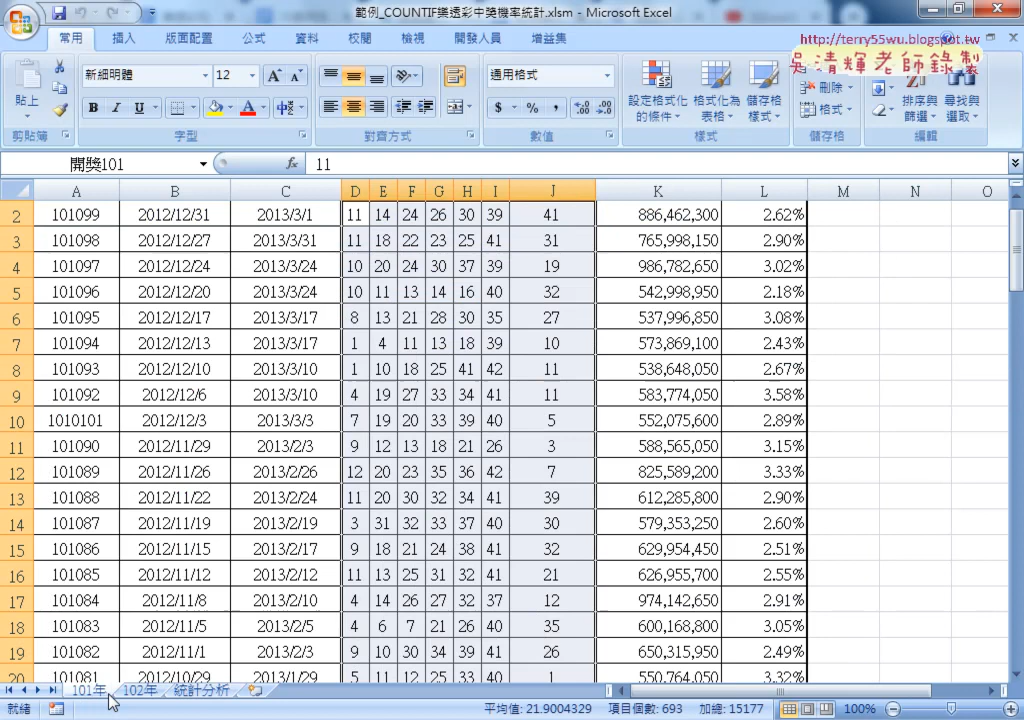 範例_COUNTIF樂透彩中獎機率統計.xlsm - Microsoft Excel
常用 插入 版面配置 公式 資料 校閱 檢視 開發人員 增益集
http://terry55wu.blogspot.tw
吳清輝老師錄製
貼上 新細明體 12 通用格式 設定格式化的條件 格式化為表格 儲存格樣式 刪除 格式 排序與篩選 尋找與選取
剪貼簿 字型 對齊方式 數值 樣式 儲存格 編輯
開獎101 fx 11
A B C D E F G H I J K L M N O
2 101099 2012/12/31 2013/3/1 11 14 24 26 30 39 41 886,462,300 2.62%
3 101098 2012/12/27 2013/3/31 11 18 22 23 25 41 31 765,998,150 2.90%
4 101097 2012/12/24 2013/3/24 10 20 24 30 37 39 19 986,782,650 3.02%
5 101096 2012/12/20 2013/3/24 10 11 13 14 16 40 32 542,998,950 2.18%
6 101095 2012/12/17 2013/3/17 8 13 21 28 30 35 27 537,996,850 3.08%
7 101094 2012/12/13 2013/3/17 1 4 11 13 18 39 10 573,869,100 2.43%
8 101093 2012/12/10 2013/3/10 1 10 18 25 41 42 11 538,648,050 2.67%
9 101092 2012/12/6 2013/3/10 4 19 27 33 34 41 11 583,774,050 3.58%
10 1010101 2012/12/3 2013/3/3 7 19 20 33 39 40 5 552,075,600 2.89%
11 101090 2012/11/29 2013/2/3 9 12 13 18 21 26 3 588,565,050 3.15%
12 101089 2012/11/26 2013/2/26 12 20 23 35 36 42 7 825,589,200 3.33%
13 101088 2012/11/22 2013/2/24 11 20 30 32 34 41 39 612,285,800 2.90%
14 101087 2012/11/19 2013/2/19 3 31 32 33 37 40 30 579,353,250 2.60%
15 101086 2012/11/15 2013/2/17 9 18 21 24 38 41 32 629,954,450 2.51%
16 101085 2012/11/12 2013/2/12 11 13 25 31 32 41 21 626,955,700 2.55%
17 101084 2012/11/8 2013/2/10 4 14 26 27 32 37 12 974,142,650 2.91%
18 101083 2012/11/5 2013/2/5 4 6 7 21 26 40 35 600,168,800 3.05%
19 101082 2012/11/1 2013/2/3 9 10 30 34 39 41 26 650,315,950 2.49%
20 101081 2012/10/29 2013/1/29 5 11 12 25 33 40 1 550,764,050 3.32%
101年 102年 統計分析
就緒 平均值: 21.9004329 項目個數: 693 加總: 15177 100%